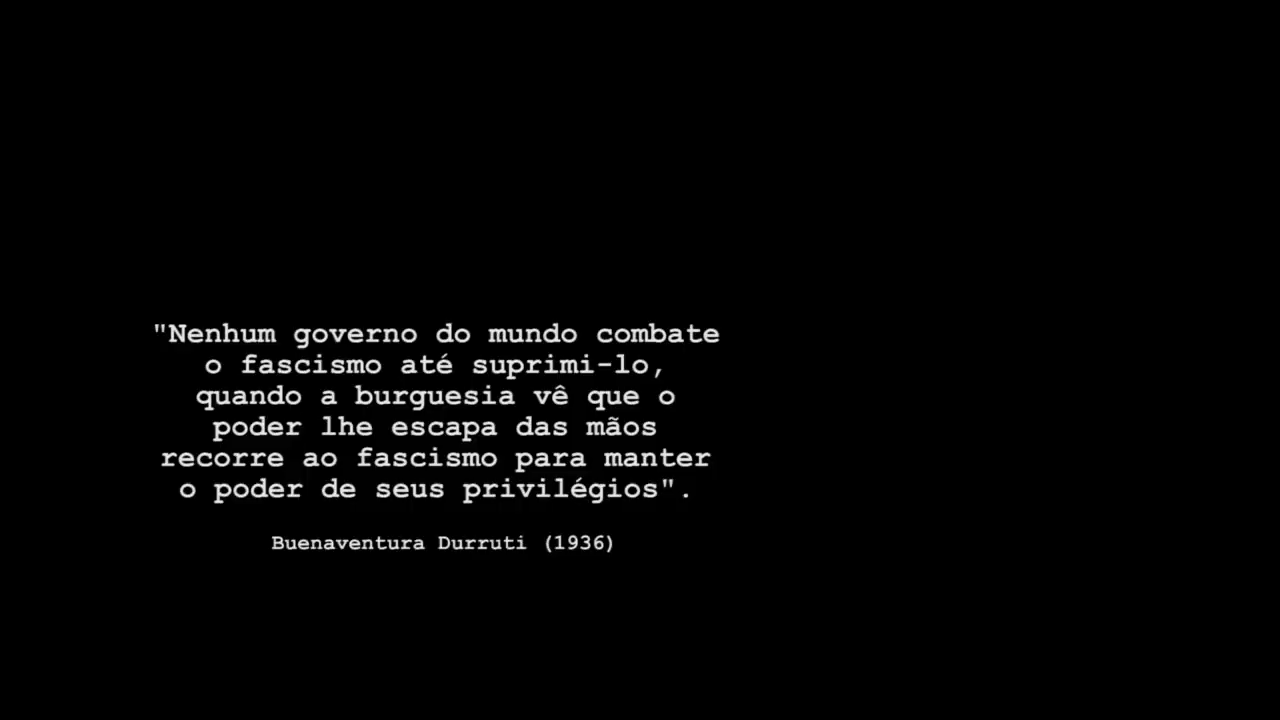 "Nenhum governo do mundo combate
o fascismo até suprimi-lo,
quando a burguesia vê que o
poder lhe escapa das mãos
recorre ao fascismo para manter
o poder de seus privilégios".
Buenaventura Durruti (1936)